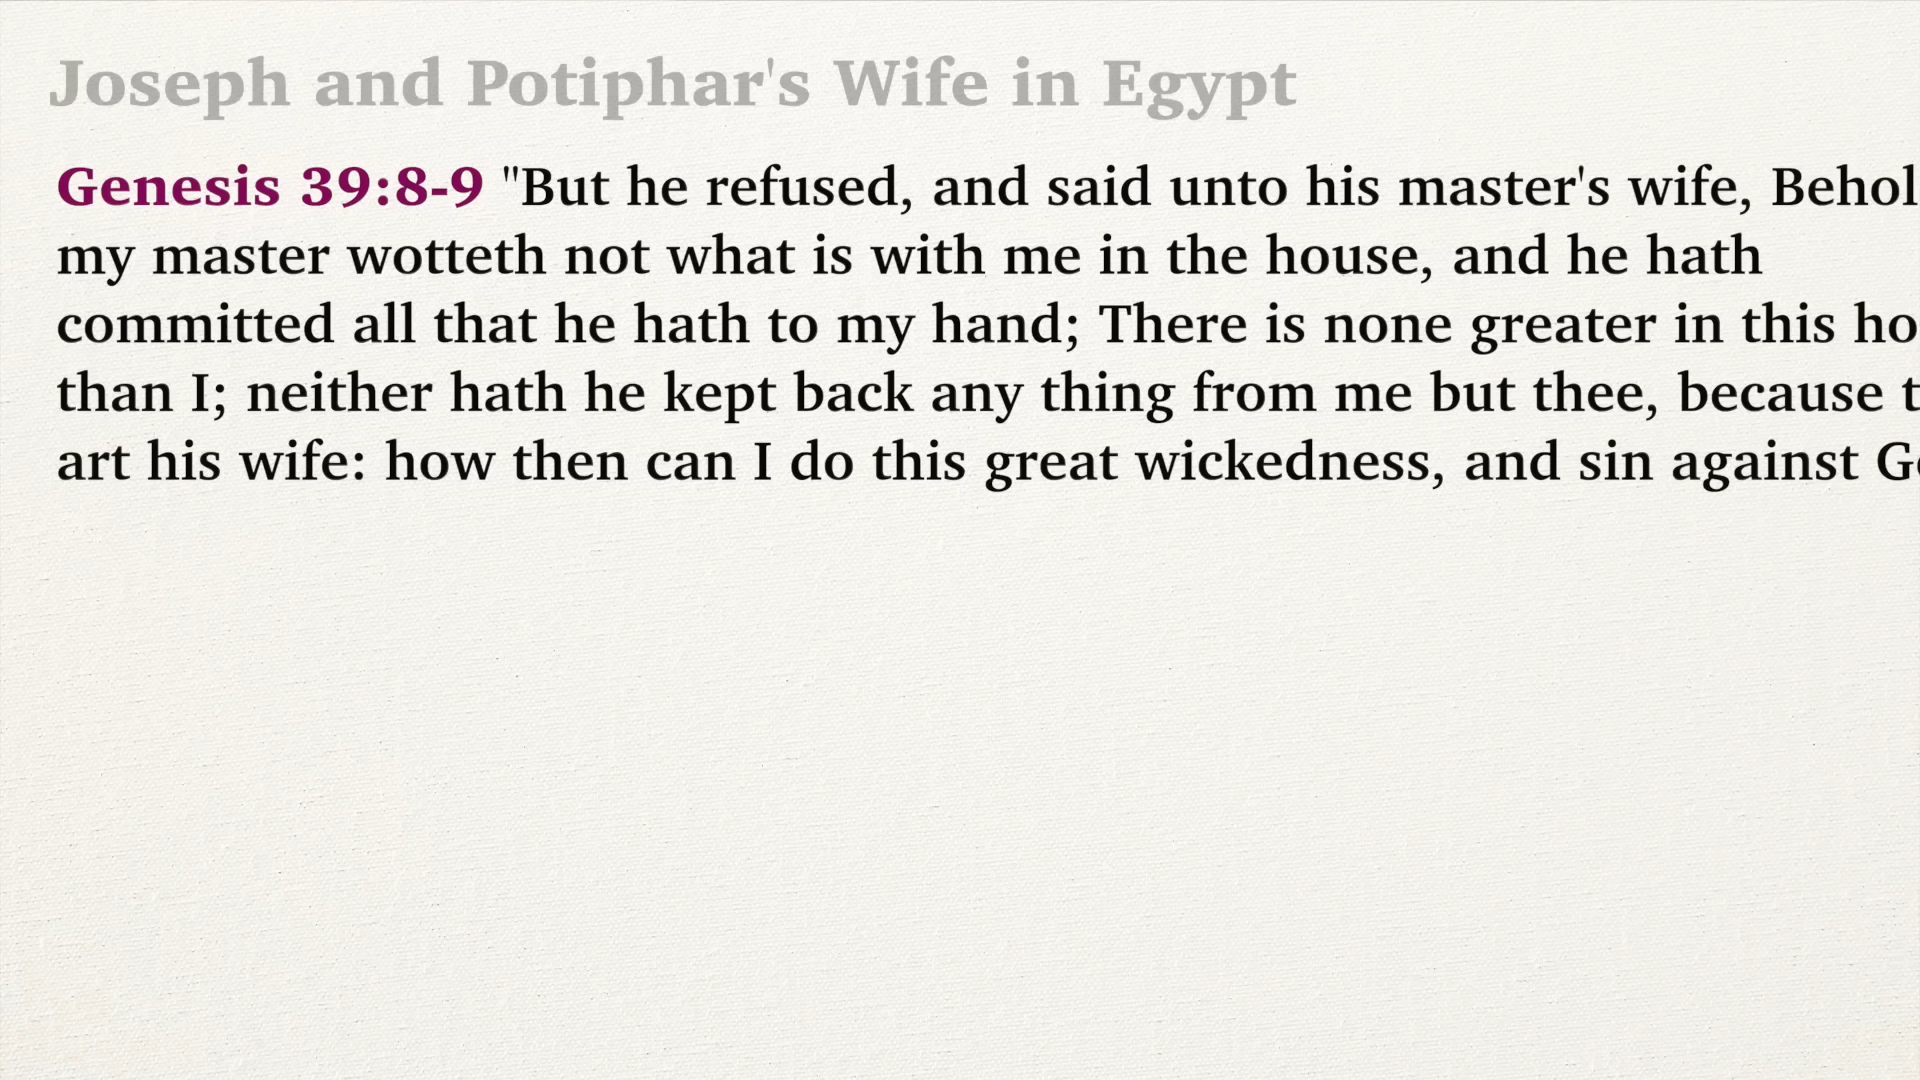 Joseph and Potiphar's Wife in Egypt
Genesis 39:8-9 "But he refused, and said unto his master's wife, Behol
my master wotteth not what is with me in the house, and he hath
committed all that he hath to my hand; There is none greater in this ho
than I; neither hath he kept back any thing from me but thee, because t
art his wife: how then can I do this great wickedness, and sin against G